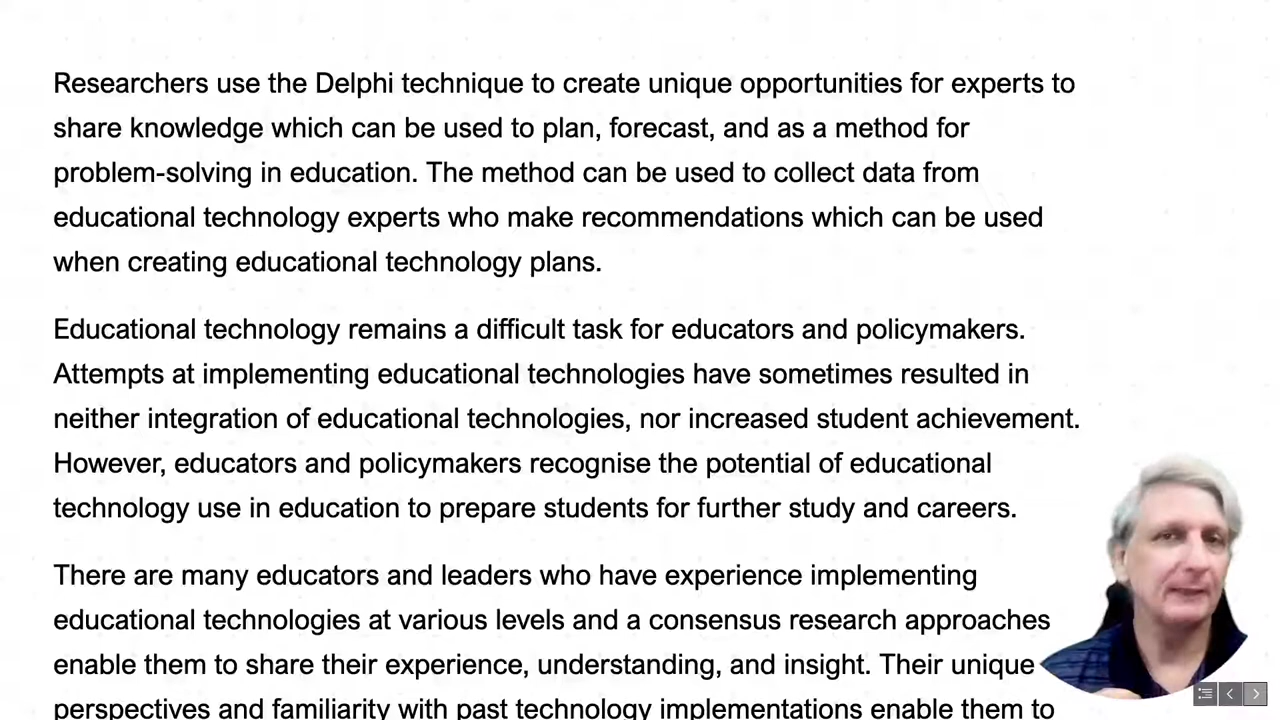 Researchers use the Delphi technique to create unique opportunities for experts to
share knowledge which can be used to plan, forecast, and as a method for
problem-solving in education. The method can be used to collect data from
educational technology experts who make recommendations which can be used
when creating educational technology plans.
Educational technology remains a difficult task for educators and policymakers.
Attempts at implementing educational technologies have sometimes resulted in
neither integration of educational technologies, nor increased student achievement.
However, educators and policymakers recognise the potential of educational
technology use in education to prepare students for further study and careers.
There are many educators and leaders who have experience implementing
educational technologies at various levels and a consensus research approaches
enable them to share their experience, understanding, and insight. Their unique
perspectives and familiarity with past technology implementations enable them to